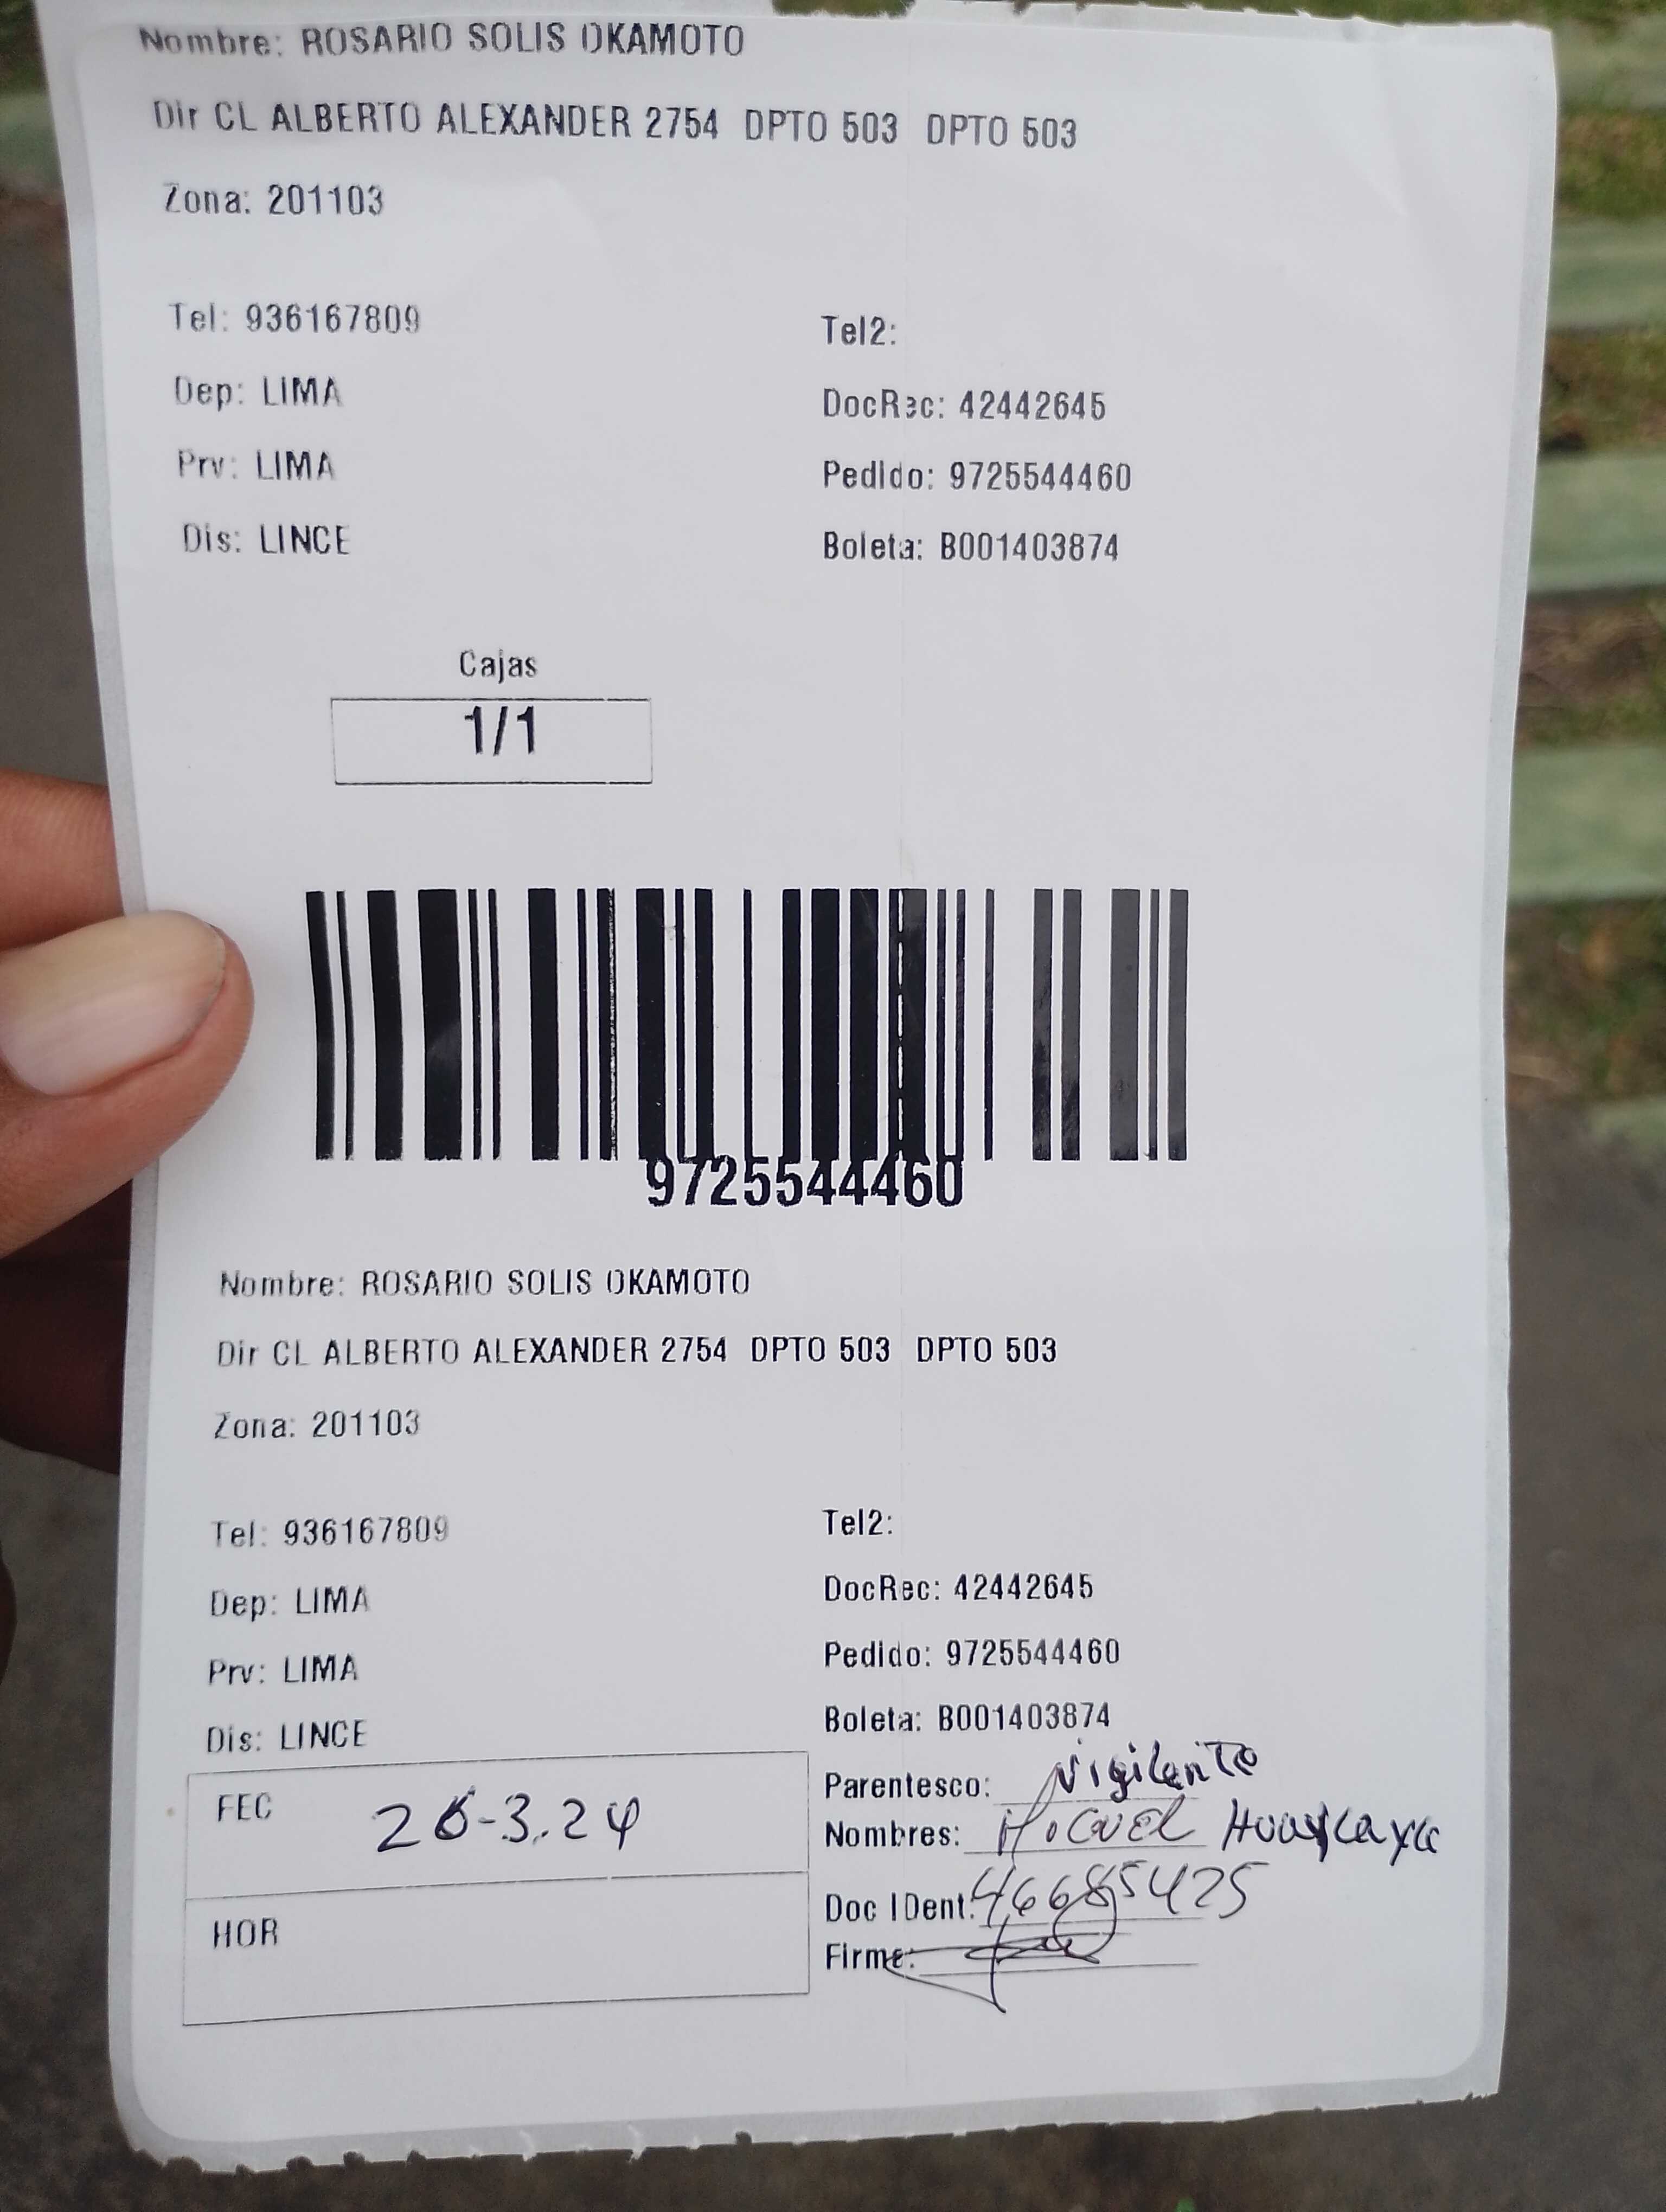 Nombre: ROSARIO SOLIS OKAMOTO
Dir CL ALBERTO ALEXANDER 2754 DPTO 503 DPTO 503
Zona: 201103
Tel: 936167809 Tel2:
Dep: LIMA DocRec: 42442645
Prv: LIMA Pedido: 9725544460
Dis: LINCE Boleta: B001403874
Cajas
1/1
9725544460
Nombre: ROSARIO SOLIS OKAMOTO
Dir CL ALBERTO ALEXANDER 2754 DPTO 503 DPTO 503
Zona: 201103
Tel: 936167809 Tel2:
Dep: LIMA DocRec: 42442645
Prv: LIMA Pedido: 9725544460
Dis: LINCE Boleta: B001403874
Parentesco: vigilante
FEC 26-3.24
Nombres: Miguel
Doc IDent: 46685425
HOR
Firma: